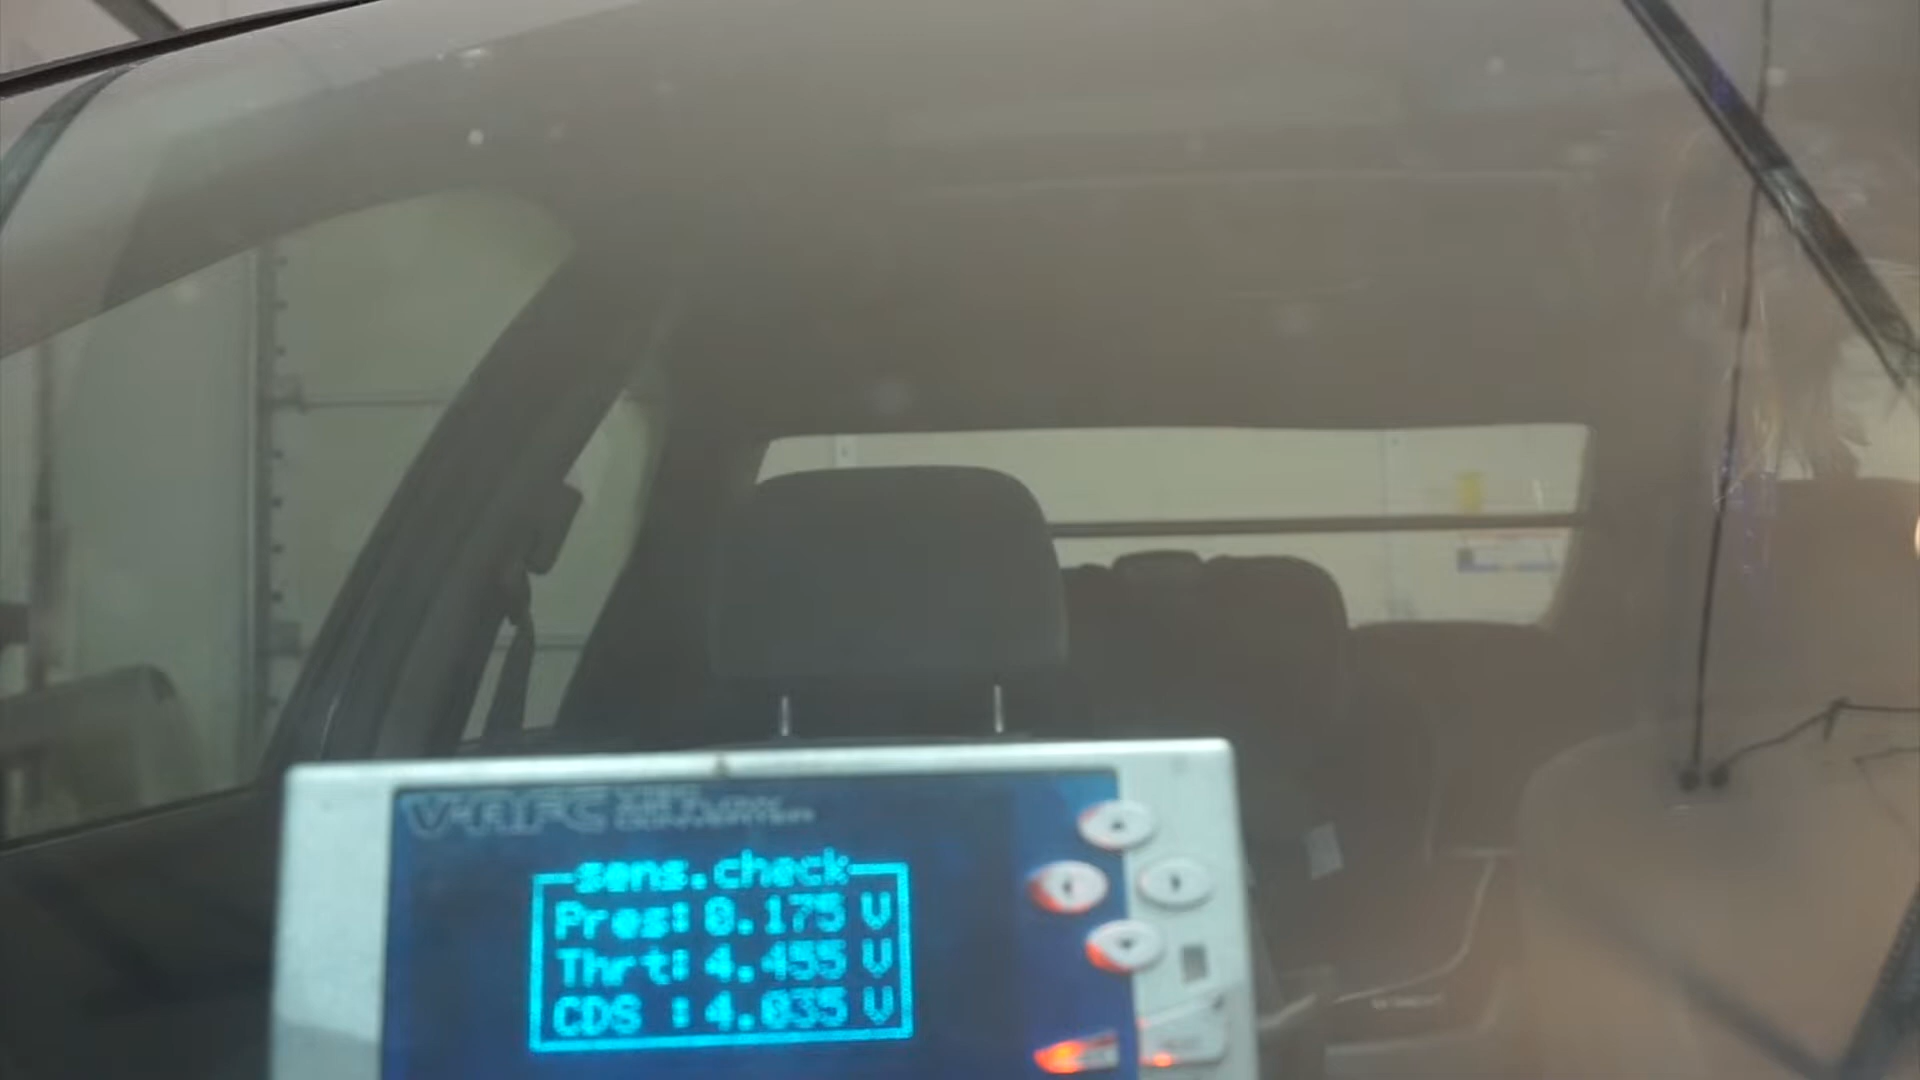 V-AFC
sens.check
Pres: 0.175 V
Thrt: 4.455 V
CDS : 4.035 V